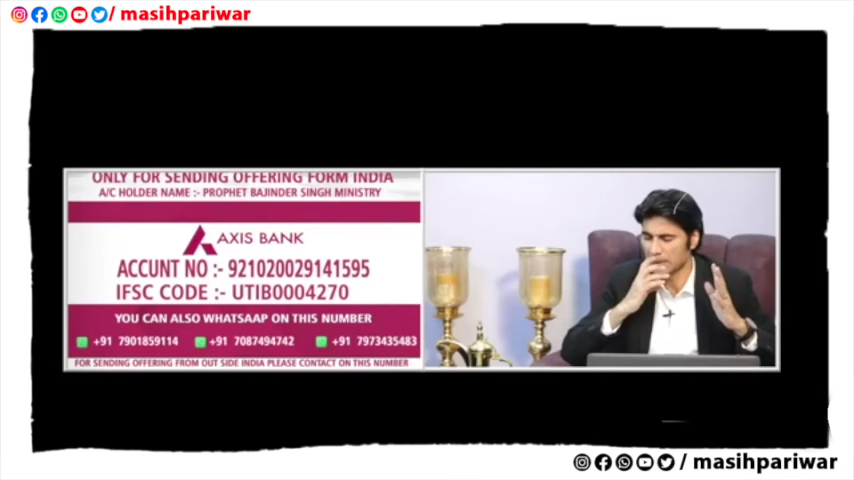 / masihpariwar
ONLY FOR SENDING OFFERING FORM INDIA
A/C HOLDER NAME :- PROPHET BAJINDER SINGH MINISTRY
AXIS BANK
ACCUNT NO :- 921020029141595
IFSC CODE :- UTIB0004270
YOU CAN ALSO WHATSAAP ON THIS NUMBER
+91 7901859114 +91 7087494742 +91 7973435483
FOR SENDING OFFERING FROM OUT SIDE INDIA PLEASE CONTACT ON THIS NUMBER
/ masihpariwar